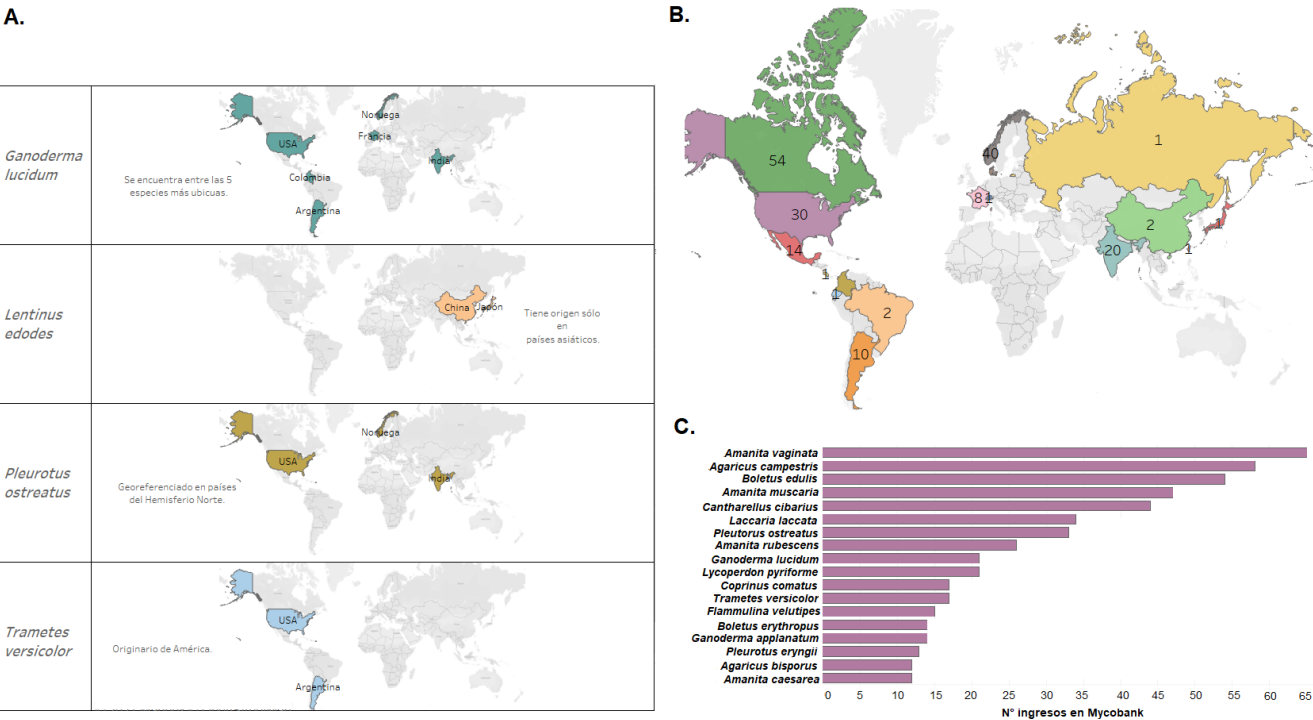 A.
Ganoderma
lucidum
Se encuentra entre las 5
especies más ubicuas.
USA
Colombia
Argentina
Noruega
Francia
India
Lentinus
edodes
China
Japón
Tiene origen sólo
en
países asiáticos.
Pleurotus
ostreatus
Georeferenciado en países
del Hemisferio Norte.
USA
Noruega
India
Trametes
versicolor
Originario de América.
USA
Argentina
B.
54
30
14
1
1
2
10
40
8
1
1
2
20
1
1
C.
Amanita vaginata
Agaricus campestris
Boletus edulis
Amanita muscaria
Cantharellus cibarius
Laccaria laccata
Pleutorus ostreatus
Amanita rubescens
Ganoderma lucidum
Lycoperdon pyriforme
Coprinus comatus
Trametes versicolor
Flammulina velutipes
Boletus erythropus
Ganoderma applanatum
Pleurotus eryngii
Agaricus bisporus
Amanita caesarea
0 5 10 15 20 25 30 35 40 45 50 55 60 65
N° ingresos en Mycobank